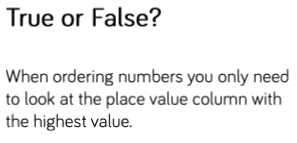 True or False?
When ordering numbers you only need
to look at the place value column with
the highest value.